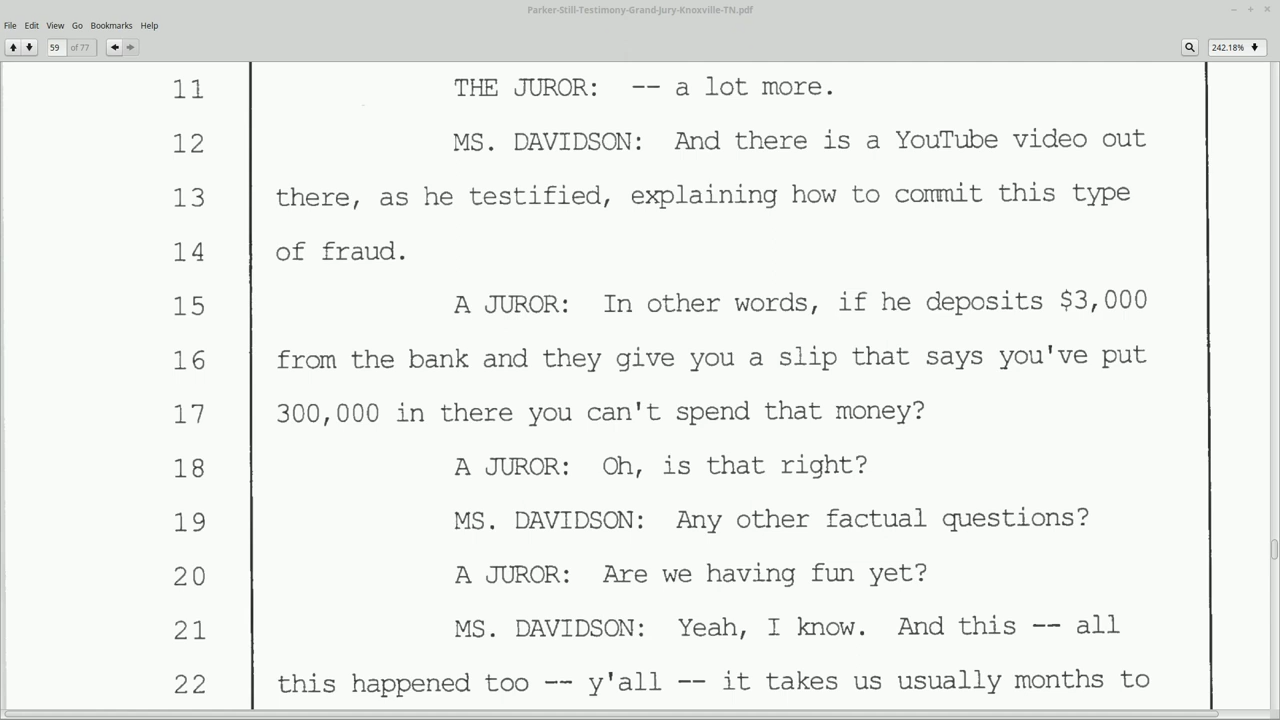 Parker-Still-Testimony-Grand-Jury-Knoxville-TN.pdf
File Edit View Go Bookmarks Help
59 of 77 242.18%
11 THE JUROR: -- a lot more.
12 MS. DAVIDSON: And there is a YouTube video out
13 there, as he testified, explaining how to commit this type
14 of fraud.
15 A JUROR: In other words, if he deposits $3,000
16 from the bank and they give you a slip that says you've put
17 300,000 in there you can't spend that money?
18 A JUROR: Oh, is that right?
19 MS. DAVIDSON: Any other factual questions?
20 A JUROR: Are we having fun yet?
21 MS. DAVIDSON: Yeah, I know. And this -- all
22 this happened too -- y'all -- it takes us usually months to